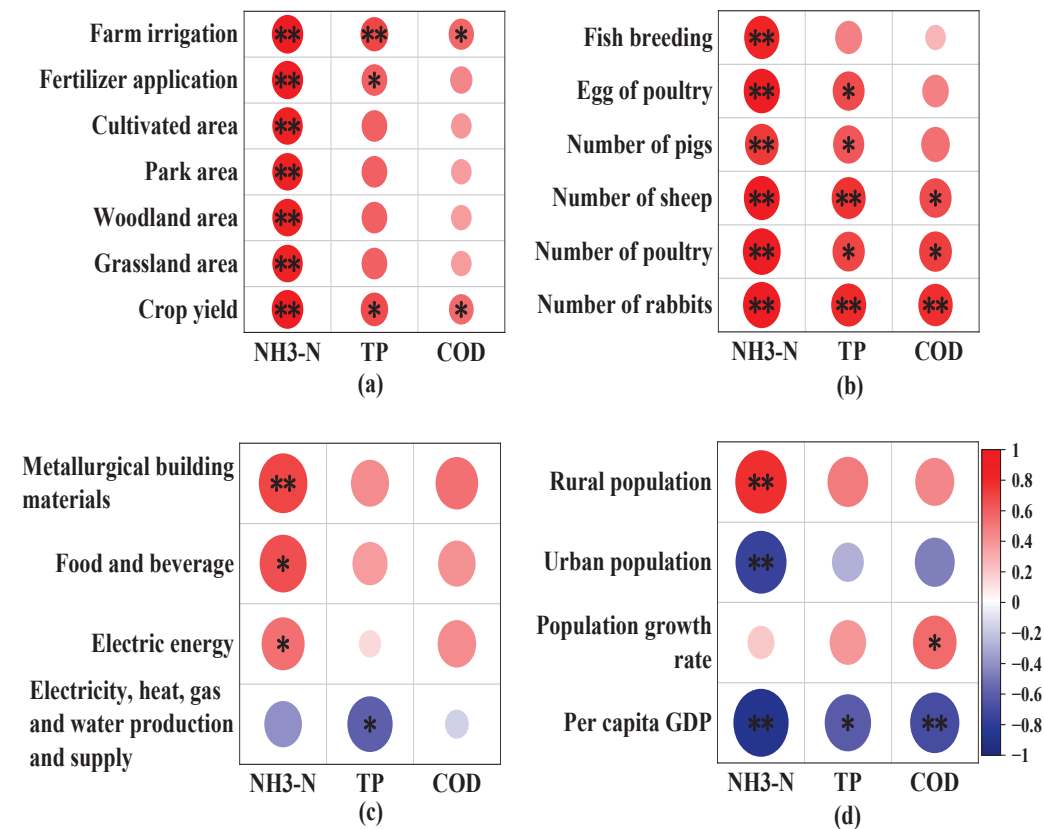 Farm irrigation ** ** *
Fertilizer application ** *
Cultivated area **
Park area **
Woodland area **
Grassland area **
Crop yield ** * *
NH3-N TP COD
(a)
Fish breeding **
Egg of poultry ** *
Number of pigs ** *
Number of sheep ** ** *
Number of poultry ** * *
Number of rabbits ** ** **
NH3-N TP COD
(b)
Metallurgical building
materials **
Food and beverage *
Electric energy *
Electricity, heat, gas
and water production
and supply *
NH3-N TP COD
(c)
Rural population **
Urban population **
Population growth
rate *
Per capita GDP ** * **
NH3-N TP COD
(d)
1
0.8
0.6
0.4
0.2
0
−0.2
−0.4
−0.6
−0.8
−1